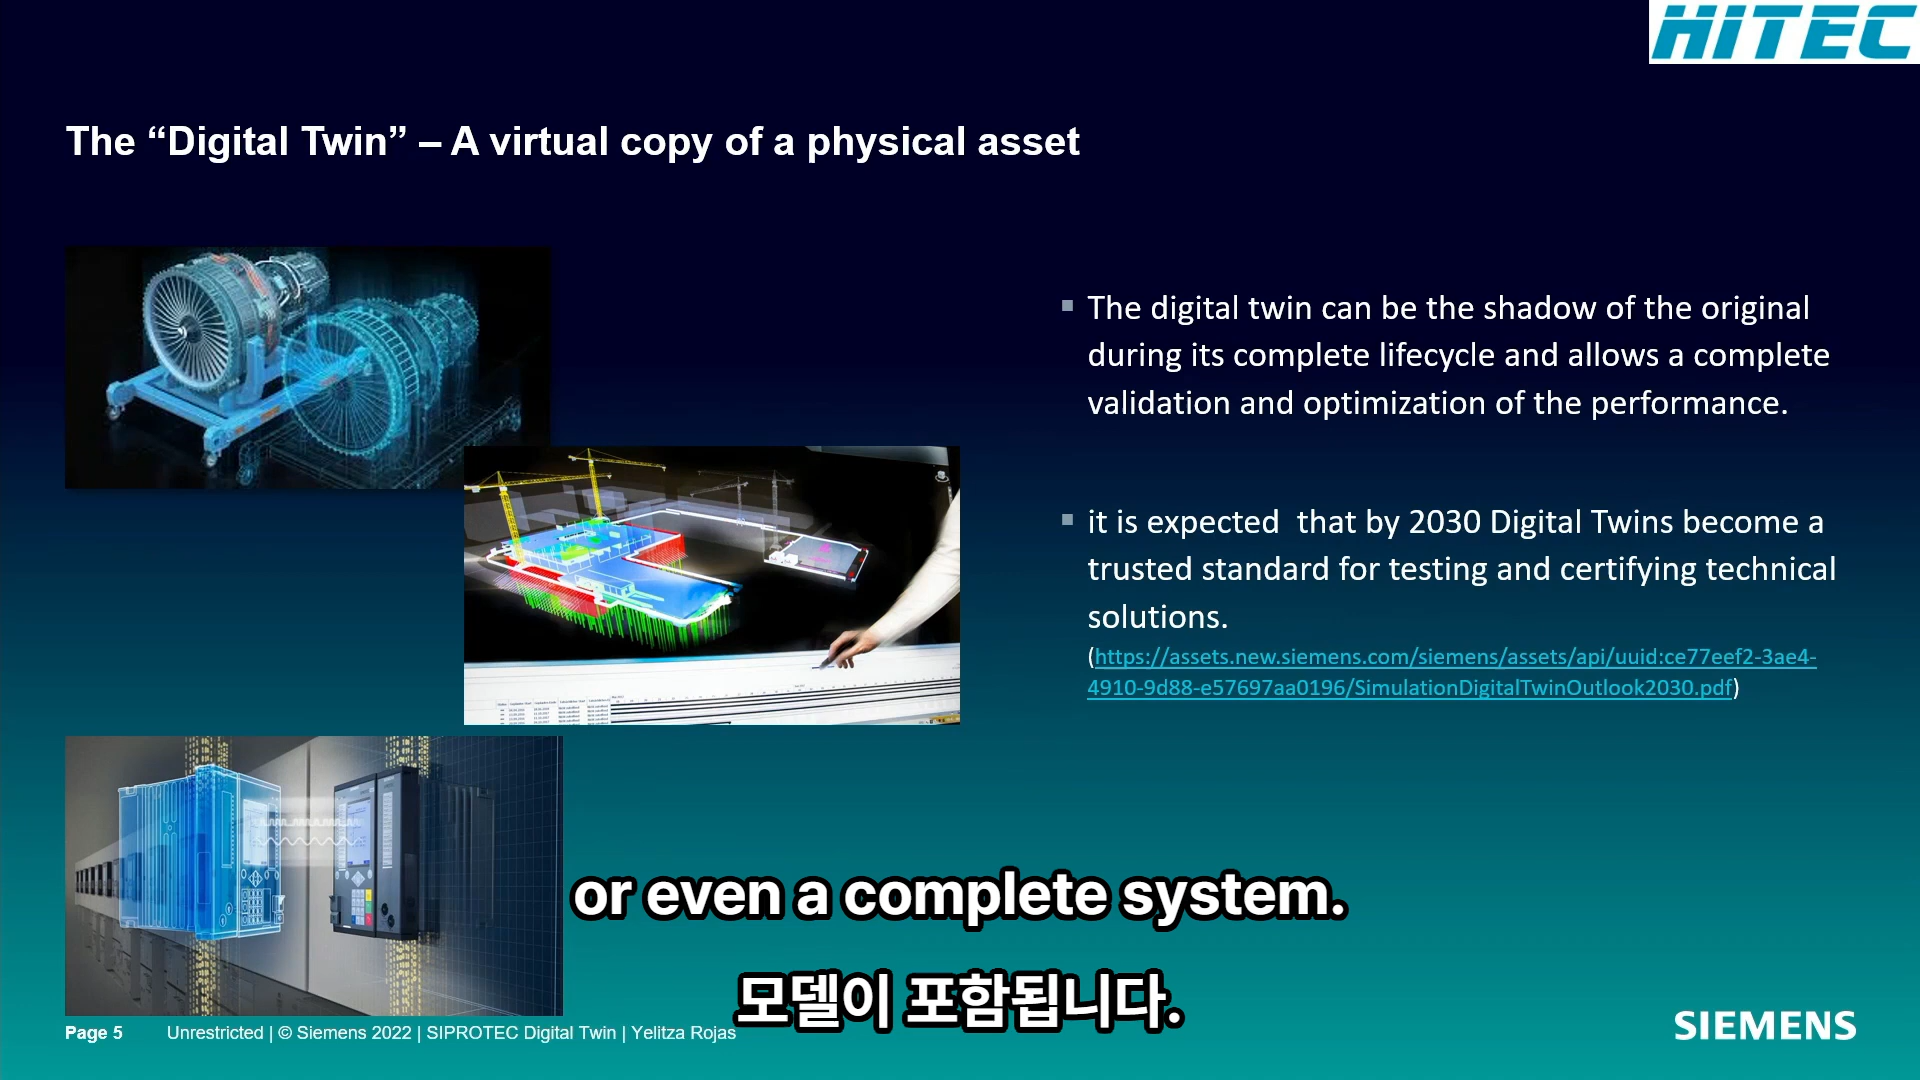 HITEC
The “Digital Twin” – A virtual copy of a physical asset
▪ The digital twin can be the shadow of the original
during its complete lifecycle and allows a complete
validation and optimization of the performance.
▪ it is expected  that by 2030 Digital Twins become a
trusted standard for testing and certifying technical
solutions.
(https://assets.new.siemens.com/siemens/assets/api/uuid:ce77eef2-3ae4-
4910-9d88-e57697aa0196/SimulationDigitalTwinOutlook2030.pdf)
or even a complete system.
모델이 포함됩니다.
Page 5 Unrestricted | © Siemens 2022 | SIPROTEC Digital Twin | Yelitza Rojas
SIEMENS